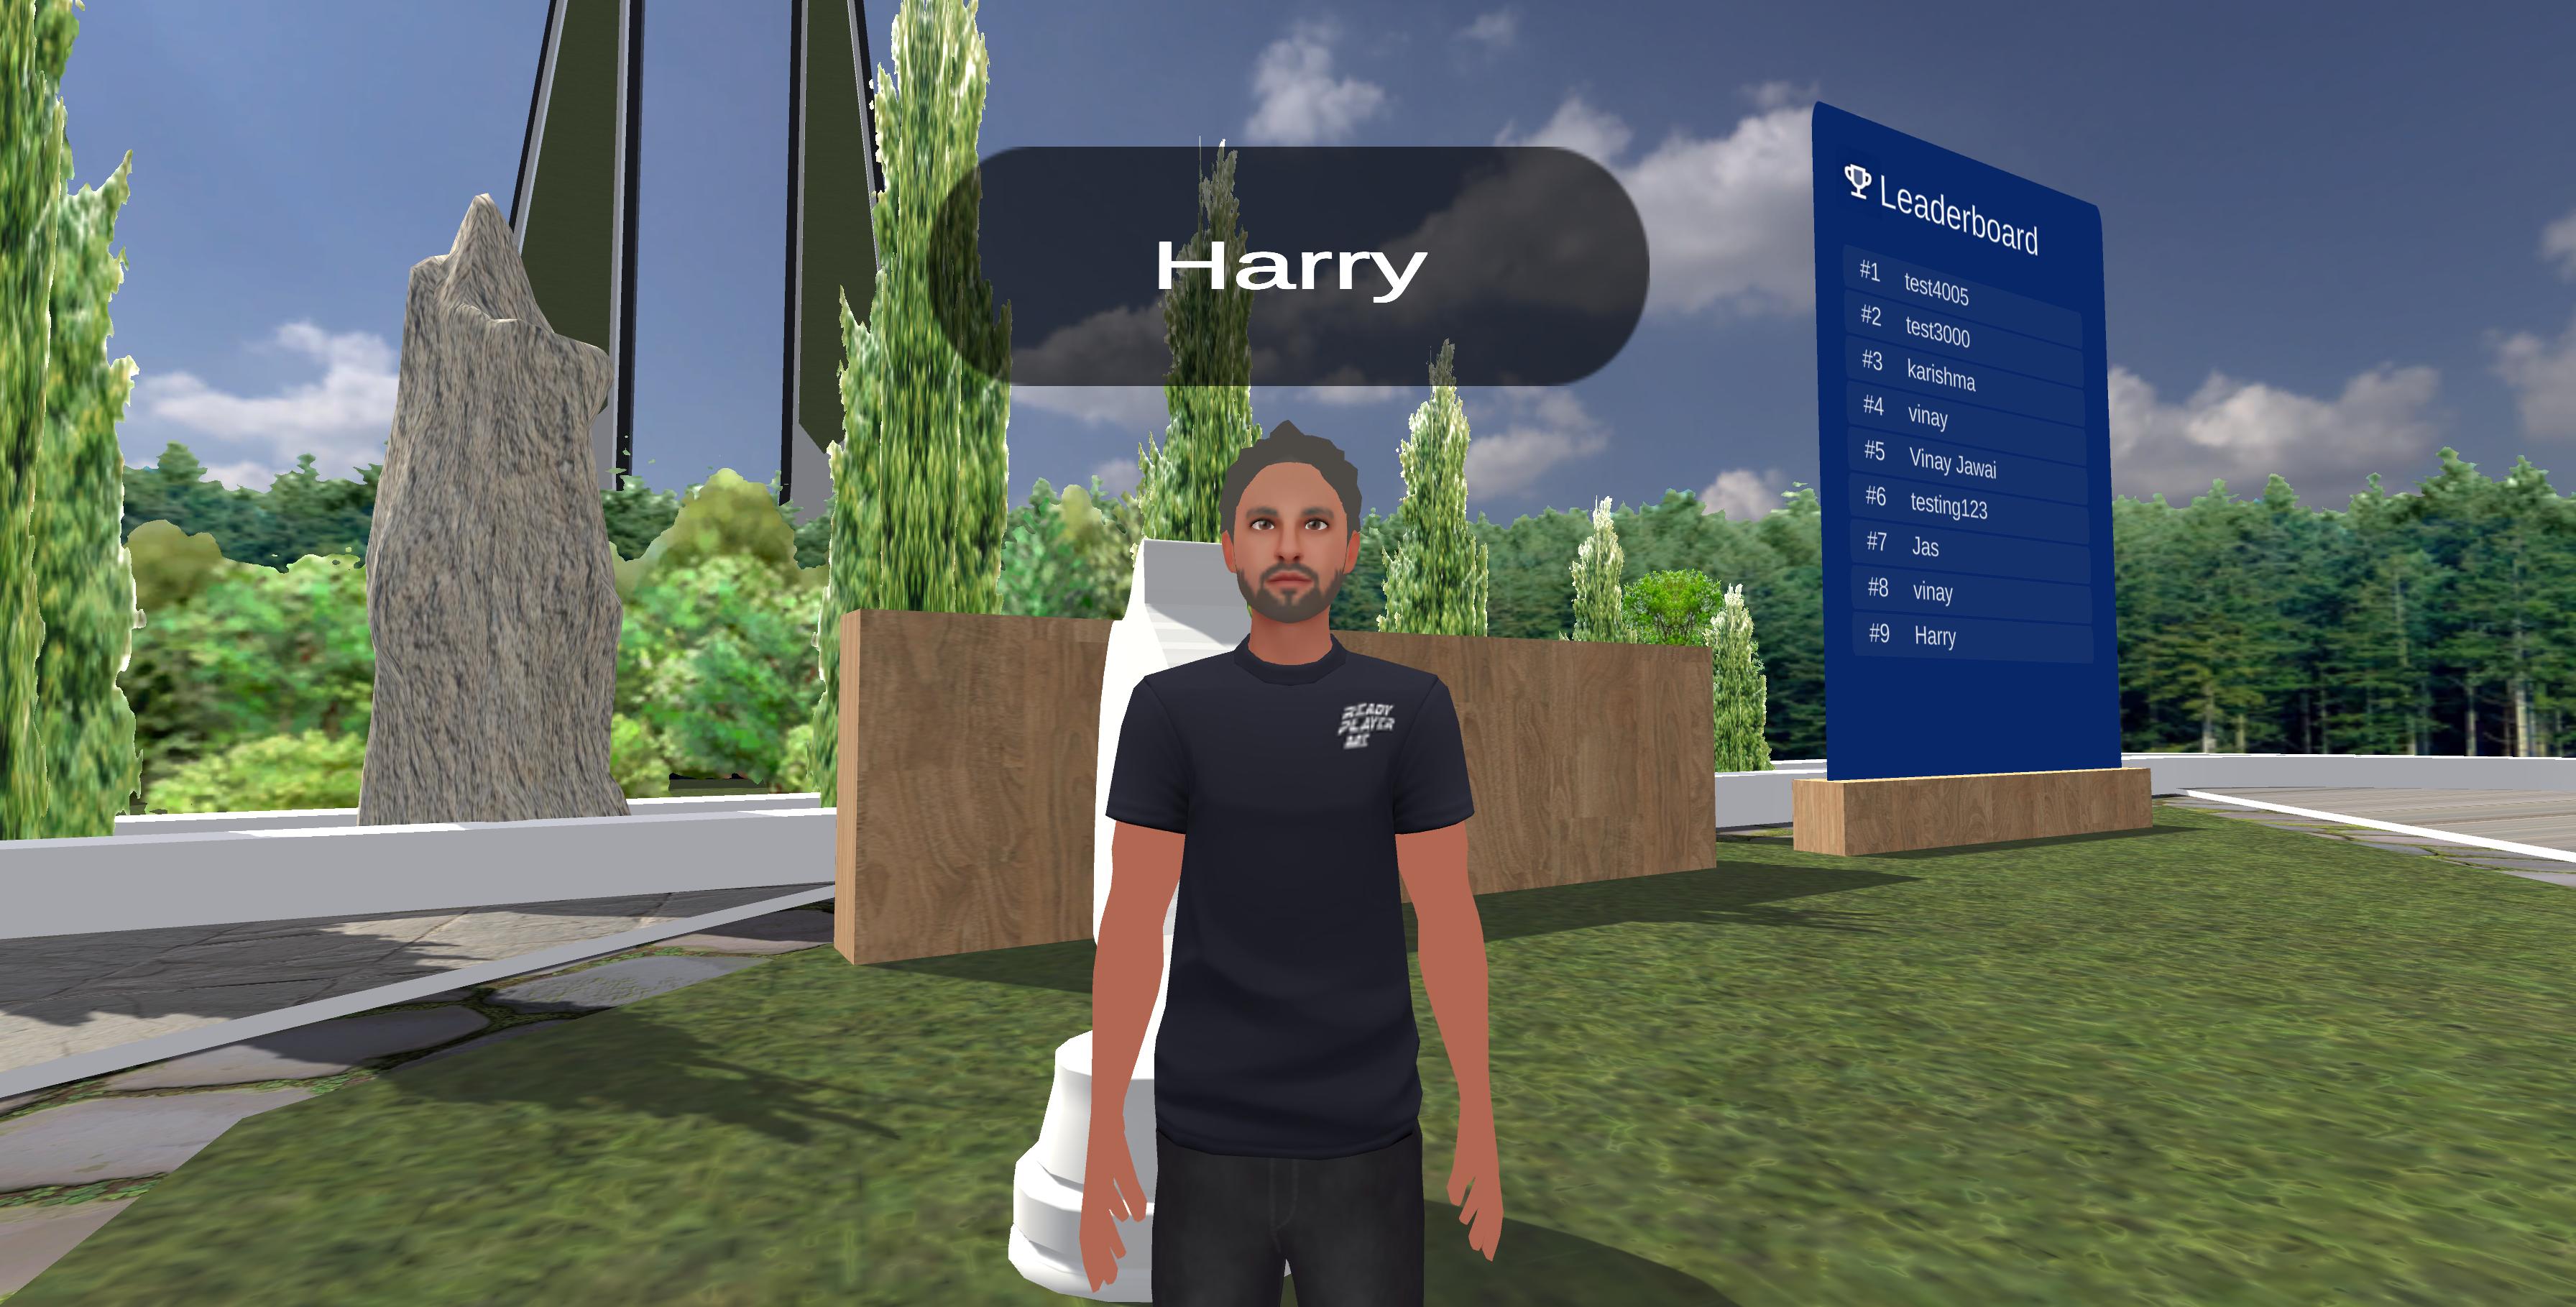 Harry
Leaderboard
#1 test4005
#2 test3000
#3 karishma
#4 vinay
#5 Vinay Jawai
#6 testing123
#7 Jas
#8 vinay
#9 Harry
READY
PLAYER
ME